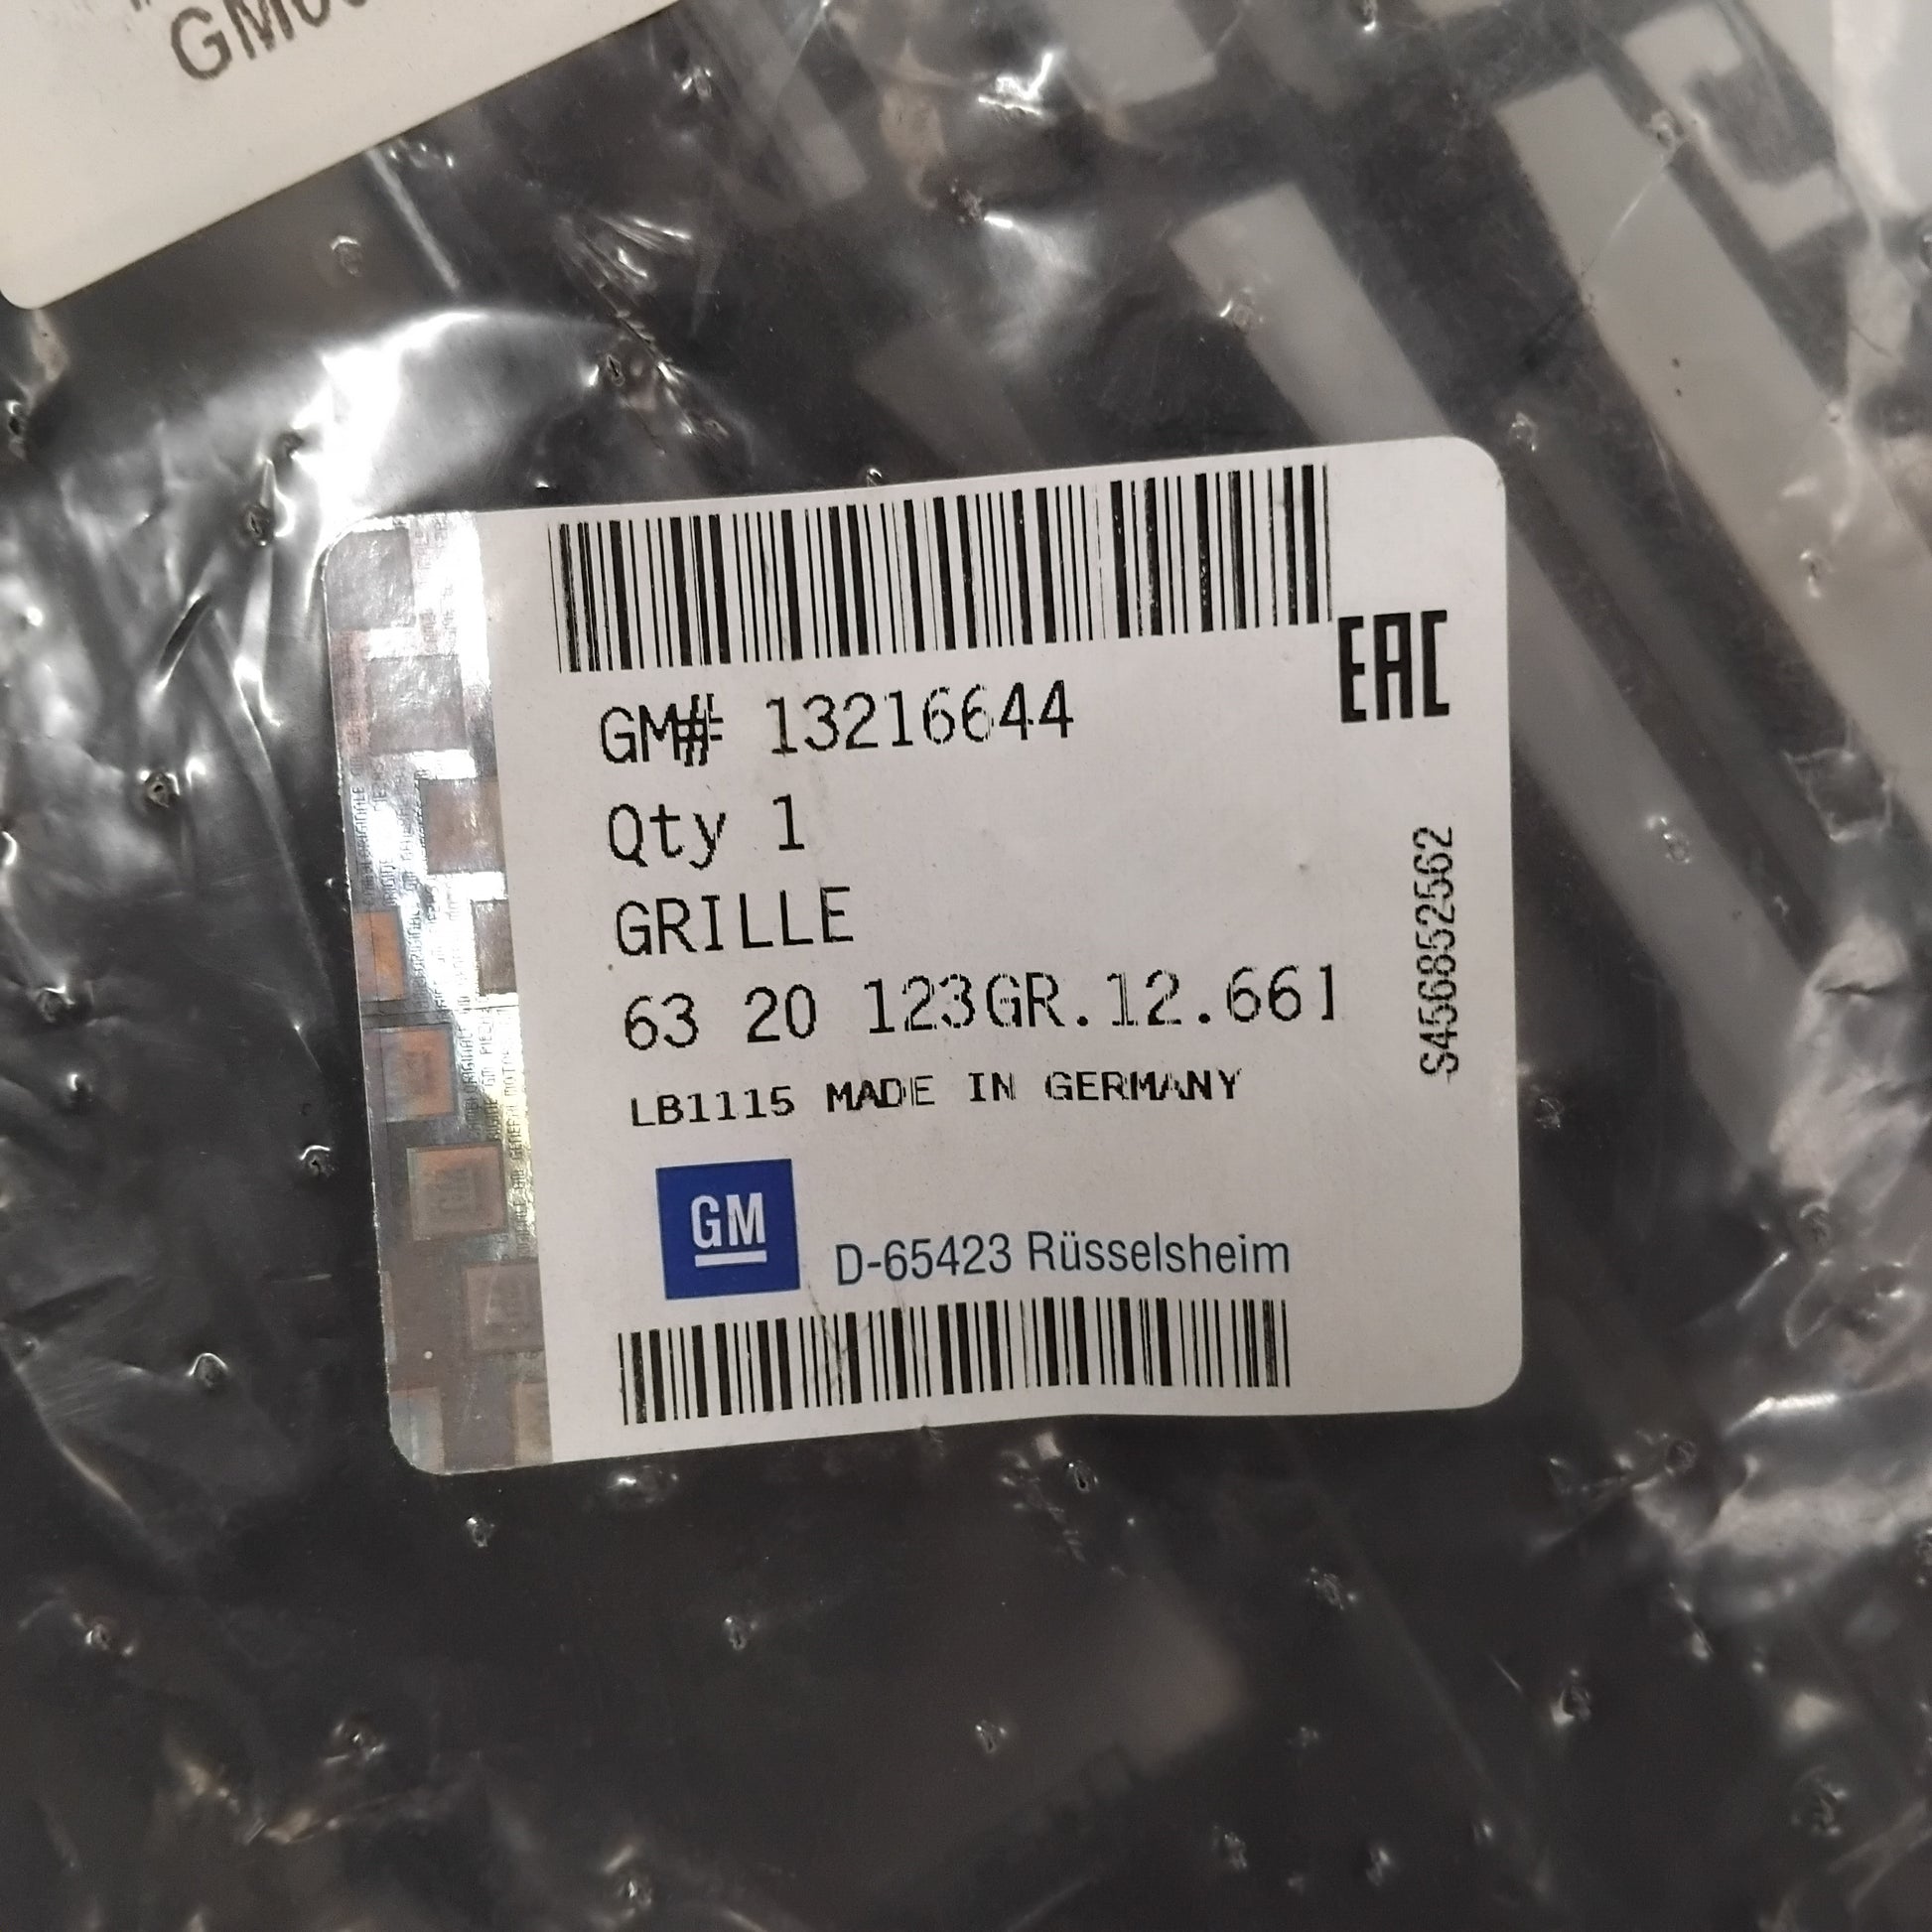 GM# 13216644
EAC
Qty 1
GRILLE
63 20 123GR.12.661
LB1115 MADE IN GERMANY
S456852562
GM
D-65423 Rüsselsheim